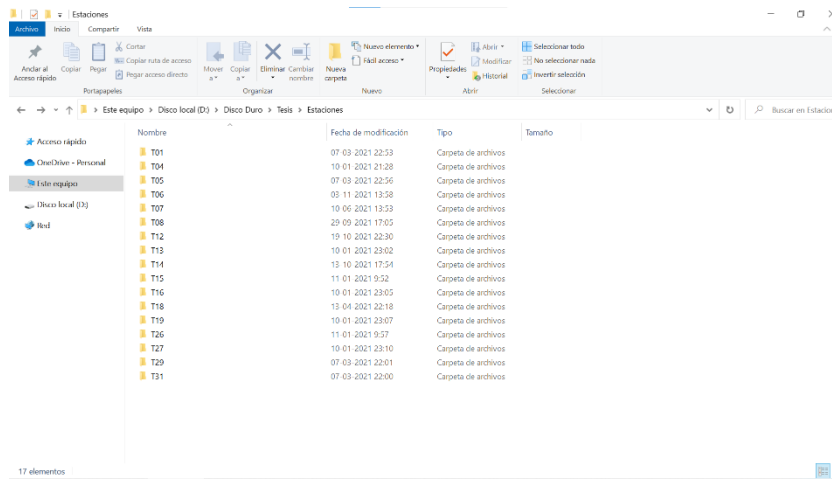 Estaciones
Archivo Inicio Compartir Vista
Anclar al Acceso rápido
Copiar
Pegar
Cortar
Copiar ruta de acceso
Pegar acceso directo
Portapapeles
Mover a
Copiar a
Eliminar
Cambiar nombre
Organizar
Nueva carpeta
Nuevo elemento
Fácil acceso
Nuevo
Propiedades
Abrir
Modificar
Historial
Abrir
Seleccionar todo
No seleccionar nada
Invertir selección
Seleccionar
Este equipo > Disco local (D:) > Disco Duro > Tesis > Estaciones
Buscar en Estacion
Acceso rápido
OneDrive - Personal
Este equipo
Disco local (D:)
Red
Nombre Fecha de modificación Tipo Tamaño
T01 07-03-2021 22:53 Carpeta de archivos
T04 10-01-2021 21:28 Carpeta de archivos
T05 07-03-2021 22:56 Carpeta de archivos
T06 03-11-2021 13:58 Carpeta de archivos
T07 10-06-2021 13:53 Carpeta de archivos
T08 29-09-2021 17:05 Carpeta de archivos
T12 19-10-2021 22:30 Carpeta de archivos
T13 10-01-2021 23:02 Carpeta de archivos
T14 13-10-2021 17:54 Carpeta de archivos
T15 11-01-2021 9:52 Carpeta de archivos
T16 10-01-2021 23:05 Carpeta de archivos
T18 13-04-2021 22:18 Carpeta de archivos
T19 10-01-2021 23:07 Carpeta de archivos
T26 11-01-2021 9:57 Carpeta de archivos
T27 10-01-2021 23:10 Carpeta de archivos
T29 07-03-2021 22:01 Carpeta de archivos
T31 07-03-2021 22:00 Carpeta de archivos
17 elementos